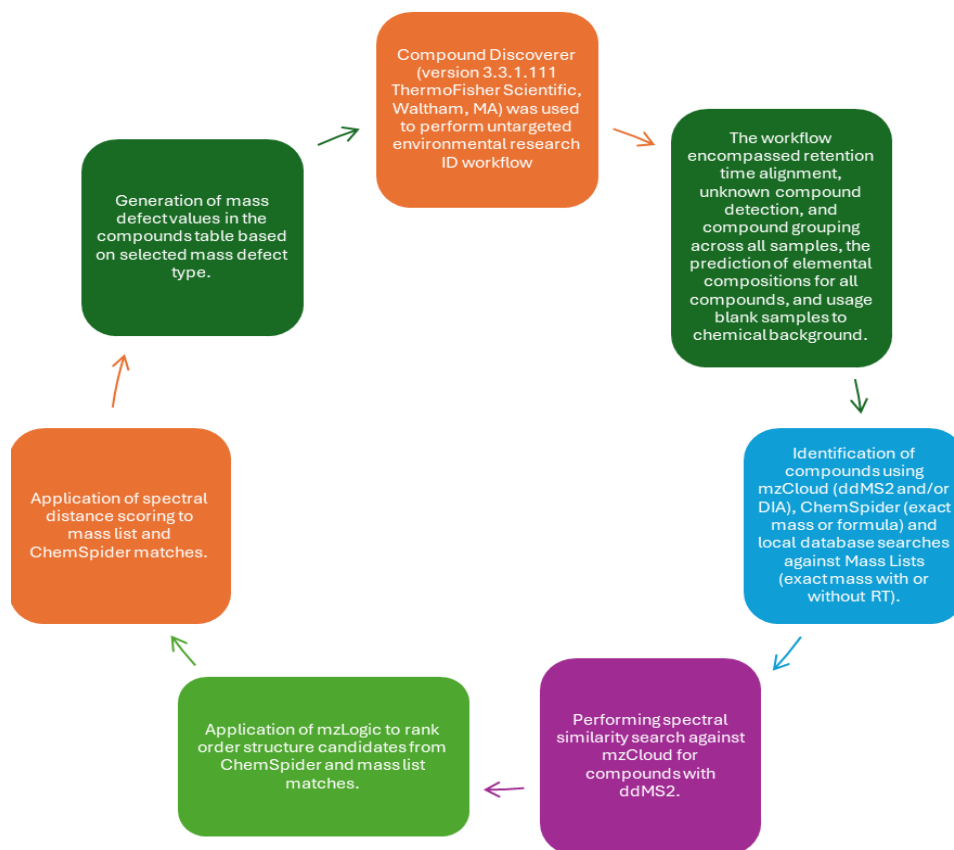 Compound Discoverer
(version 3.3.1.111
ThermoFisher Scientific,
Waltham, MA) was used
to perform untargeted
environmental research
ID workflow
The workflow
encompassed retention
time alignment,
unknown compound
detection, and
compound grouping
across all samples, the
prediction of elemental
compositions for all
compounds, and usage
blank samples to
chemical background.
Identification of
compounds using
mzCloud (ddMS2 and/or
DIA), ChemSpider (exact
mass or formula) and
local database searches
against Mass Lists
(exact mass with or
without RT).
Performing spectral
similarity search against
mzCloud for
compounds with
ddMS2.
Application of mzLogic to rank
order structure candidates from
ChemSpider and mass list
matches.
Application of spectral
distance scoring to
mass list and
ChemSpider matches.
Generation of mass
defect values in the
compounds table based
on selected mass defect
type.